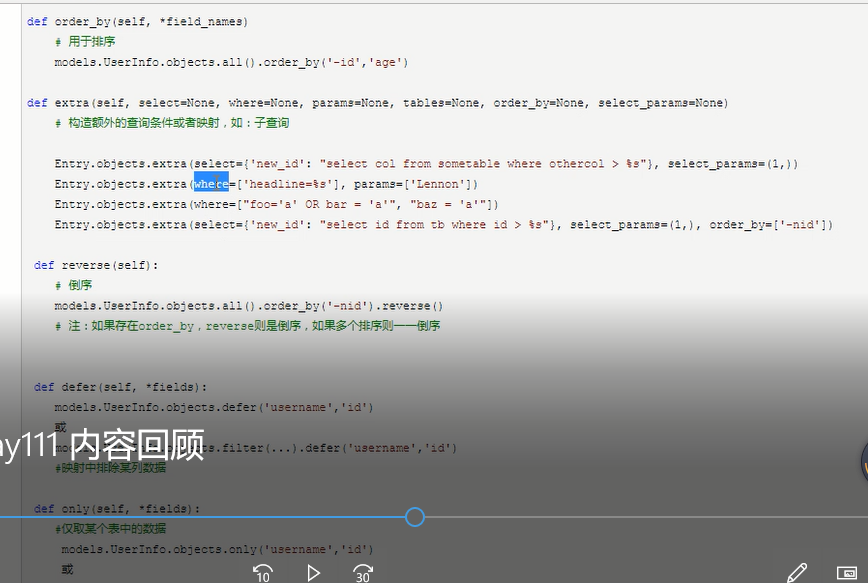 def order_by(self, *field_names)
# 用于排序
models.UserInfo.objects.all().order_by('-id','age')
def extra(self, select=None, where=None, params=None, tables=None, order_by=None, select_params=None)
# 构造额外的查询条件或者映射，如：子查询
Entry.objects.extra(select={'new_id': "select col from sometable where othercol > %s"}, select_params=(1,))
Entry.objects.extra(where=['headline=%s'], params=['Lennon'])
Entry.objects.extra(where=["foo='a' OR bar = 'a'", "baz = 'a'"])
Entry.objects.extra(select={'new_id': "select id from tb where id > %s"}, select_params=(1,), order_by=['-nid'])
def reverse(self):
# 倒序
models.UserInfo.objects.all().order_by('-nid').reverse()
# 注：如果存在order_by，reverse则是倒序，如果多个排序则一一倒序
def defer(self, *fields):
models.UserInfo.objects.defer('username','id')
或
.filter(...).defer('username','id')
ay111 内容回顾
#映射中排除某列数据
def only(self, *fields):
#仅取某个表中的数据
models.UserInfo.objects.only('username','id')
或
10
30